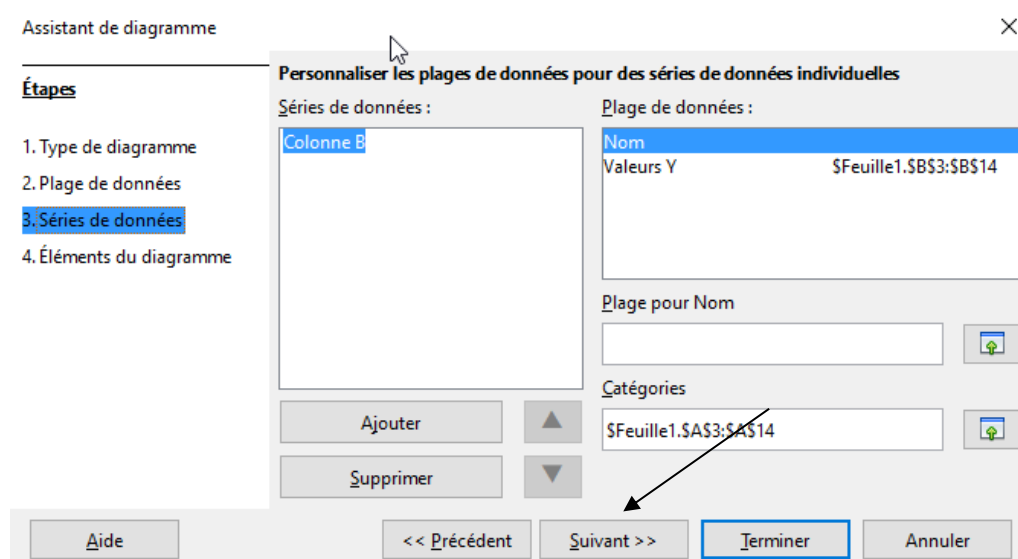 Assistant de diagramme
Étapes
1. Type de diagramme
2. Plage de données
3. Séries de données
4. Éléments du diagramme
Personnaliser les plages de données pour des séries de données individuelles
Séries de données :
Colonne B
Ajouter
Supprimer
Plage de données :
Nom
Valeurs Y $Feuille1.$B$3:$B$14
Plage pour Nom
Catégories
$Feuille1.$A$3:$A$14
Aide
<< Précédent
Suivant >>
Terminer
Annuler